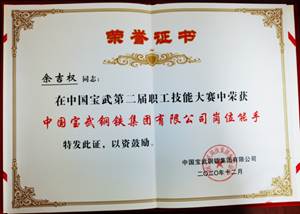 荣誉证书
余吉权 同志：
在中国宝武第二届职工技能大赛中荣获
中国宝武钢铁集团有限公司岗位能手
特发此证，以资鼓励。
中国宝武钢铁集团有限公司
二〇二〇年十二月